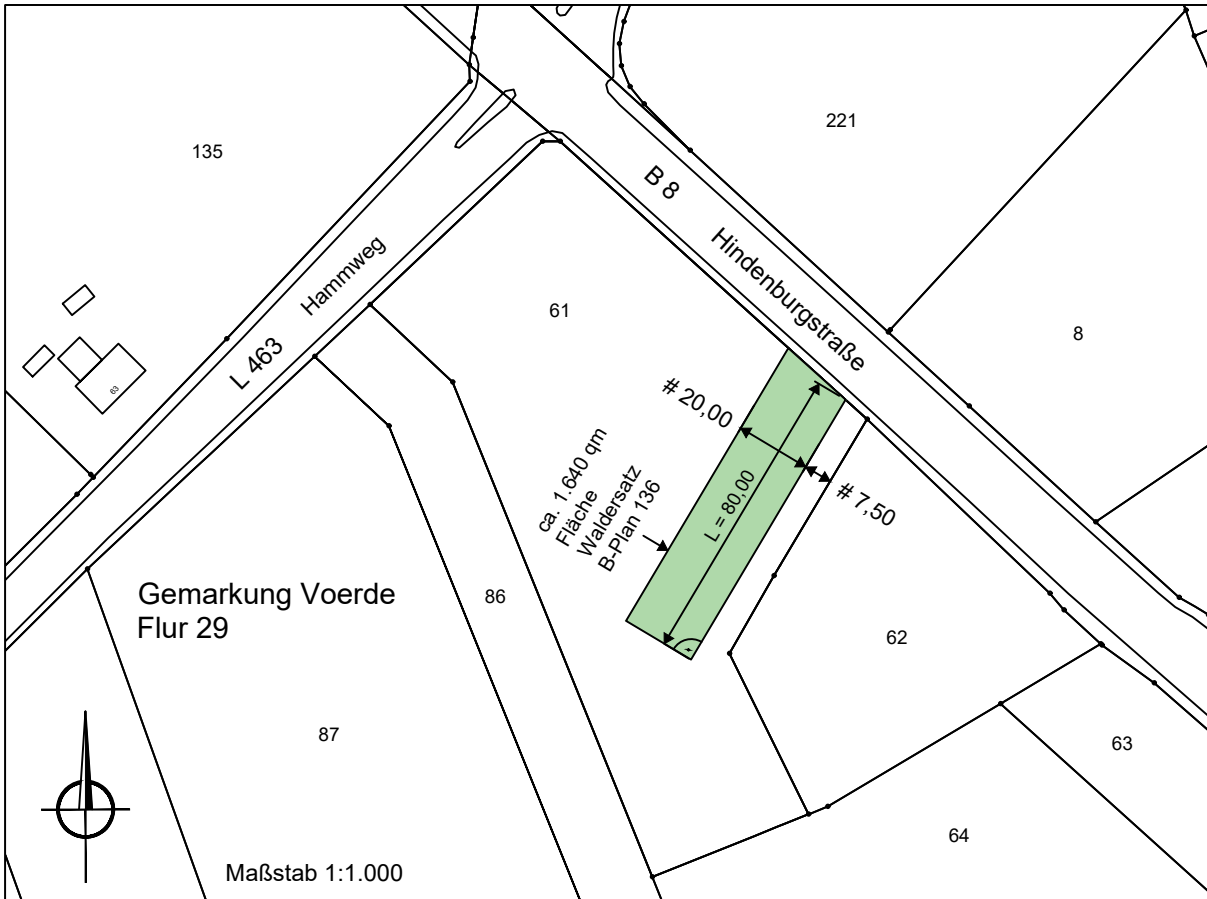 135
221
B 8
Hindenburgstraße
L 463
Hammweg
61
8
83
# 20,00
# 7,50
L = 80,00
ca. 1.640 qm
Fläche
Waldersatz
B-Plan 136
Gemarkung Voerde
Flur 29
86
62
87
63
64
Maßstab 1:1.000